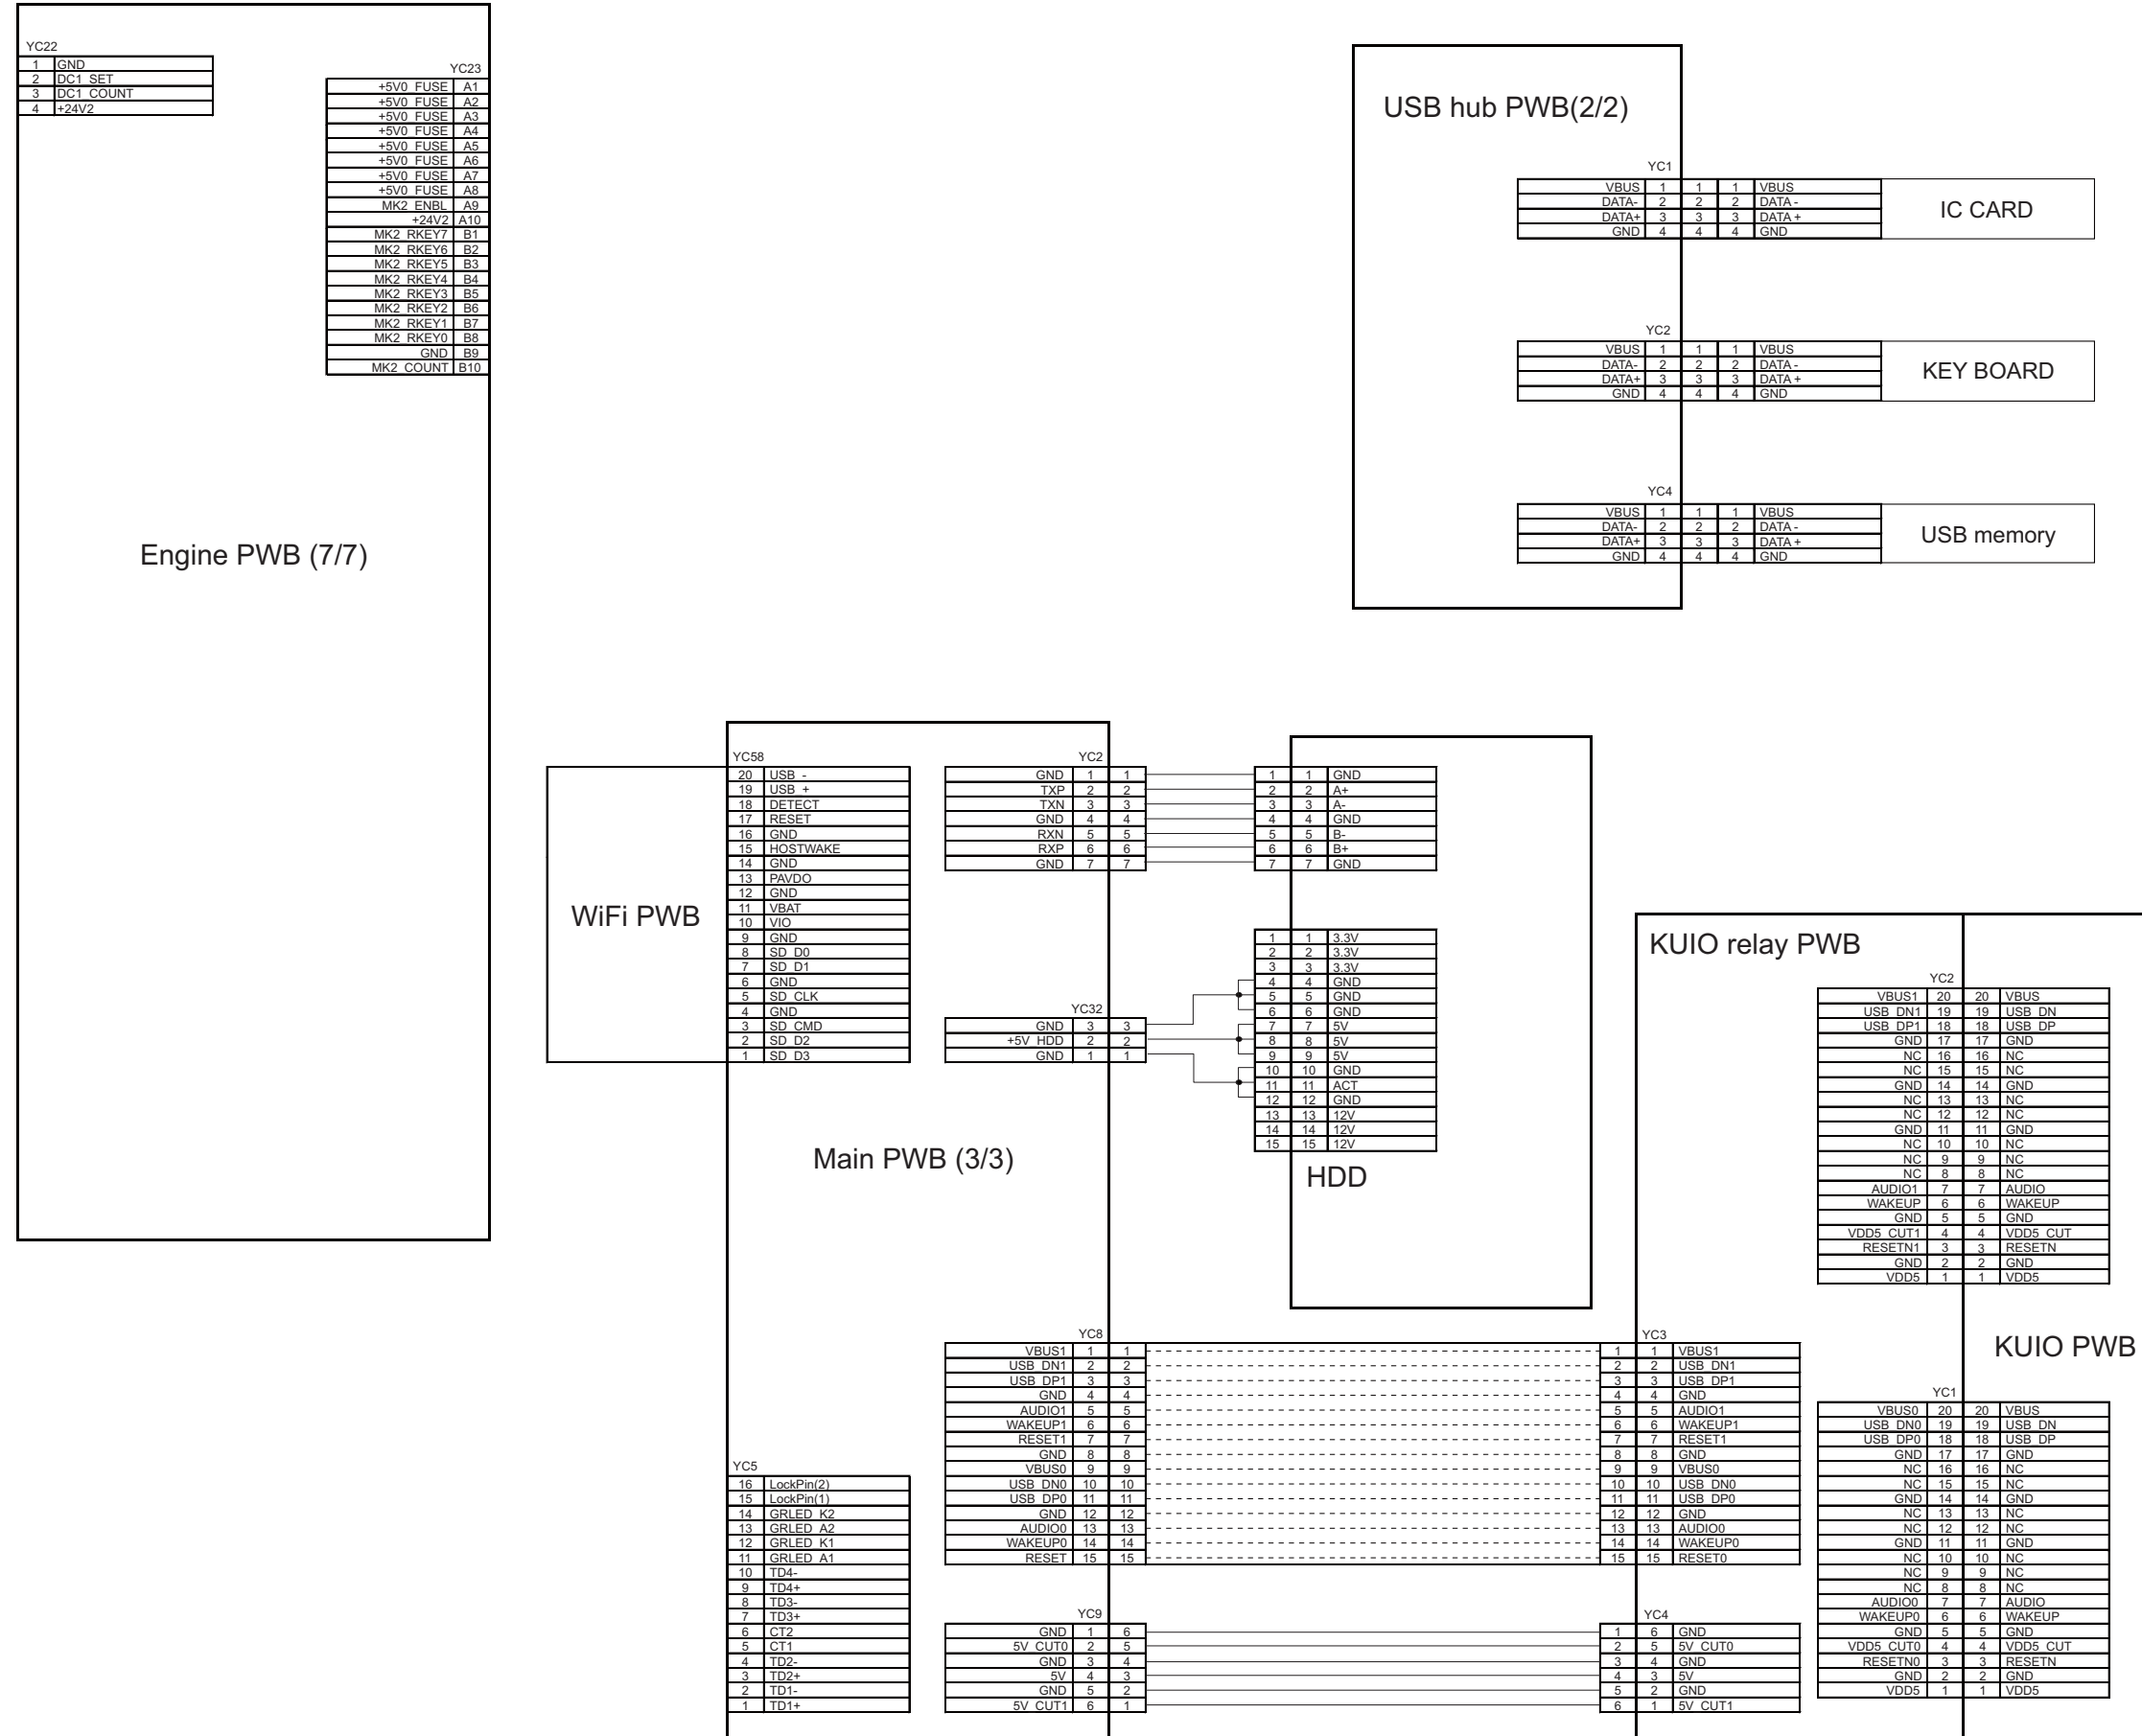 YC22
1 GND
2 DC1_SET
3 DC1_COUNT
4 +24V2
YC23
+5V0_FUSE A1
+5V0_FUSE A2
+5V0_FUSE A3
+5V0_FUSE A4
+5V0_FUSE A5
+5V0_FUSE A6
+5V0_FUSE A7
+5V0_FUSE A8
MK2_ENBL A9
+24V2 A10
MK2_RKEY7 B1
MK2_RKEY6 B2
MK2_RKEY5 B3
MK2_RKEY4 B4
MK2_RKEY3 B5
MK2_RKEY2 B6
MK2_RKEY1 B7
MK2_RKEY0 B8
GND B9
MK2_COUNT B10
Engine PWB (7/7)
USB hub PWB(2/2)
YC1
VBUS 1 1 1 VBUS
DATA- 2 2 2 DATA -
DATA+ 3 3 3 DATA +
GND 4 4 4 GND
IC CARD
YC2
VBUS 1 1 1 VBUS
DATA- 2 2 2 DATA -
DATA+ 3 3 3 DATA +
GND 4 4 4 GND
KEY BOARD
YC4
VBUS 1 1 1 VBUS
DATA- 2 2 2 DATA -
DATA+ 3 3 3 DATA +
GND 4 4 4 GND
USB memory
WiFi PWB
YC58
20 USB_-
19 USB_+
18 DETECT
17 RESET
16 GND
15 HOSTWAKE
14 GND
13 PAVDO
12 GND
11 VBAT
10 VIO
9 GND
8 SD_D0
7 SD_D1
6 GND
5 SD_CLK
4 GND
3 SD_CMD
2 SD_D2
1 SD_D3
YC2
GND 1 1 1 1 GND
TXP 2 2 2 2 A+
TXN 3 3 3 3 A-
GND 4 4 4 4 GND
RXN 5 5 5 5 B-
RXP 6 6 6 6 B+
GND 7 7 7 7 GND
YC32
GND 3 3
+5V_HDD 2 2
GND 1 1
1 1 3.3V
2 2 3.3V
3 3 3.3V
4 4 GND
5 5 GND
6 6 GND
7 7 5V
8 8 5V
9 9 5V
10 10 GND
11 11 ACT
12 12 GND
13 13 12V
14 14 12V
15 15 12V
HDD
Main PWB (3/3)
KUIO relay PWB
YC2
VBUS1 20 20 VBUS
USB_DN1 19 19 USB_DN
USB_DP1 18 18 USB_DP
GND 17 17 GND
NC 16 16 NC
NC 15 15 NC
GND 14 14 GND
NC 13 13 NC
NC 12 12 NC
GND 11 11 GND
NC 10 10 NC
NC 9 9 NC
NC 8 8 NC
AUDIO1 7 7 AUDIO
WAKEUP 6 6 WAKEUP
GND 5 5 GND
VDD5_CUT1 4 4 VDD5_CUT
RESETN1 3 3 RESETN
GND 2 2 GND
VDD5 1 1 VDD5
KUIO PWB
YC8
YC3
VBUS1 1 1 1 1 VBUS1
USB_DN1 2 2 2 2 USB_DN1
USB_DP1 3 3 3 3 USB_DP1
GND 4 4 4 4 GND
AUDIO1 5 5 5 5 AUDIO1
WAKEUP1 6 6 6 6 WAKEUP1
RESET1 7 7 7 7 RESET1
GND 8 8 8 8 GND
VBUS0 9 9 9 9 VBUS0
USB_DN0 10 10 10 10 USB_DN0
USB_DP0 11 11 11 11 USB_DP0
GND 12 12 12 12 GND
AUDIO0 13 13 13 13 AUDIO0
WAKEUP0 14 14 14 14 WAKEUP0
RESET 15 15 15 15 RESET0
YC1
VBUS0 20 20 VBUS
USB_DN0 19 19 USB_DN
USB_DP0 18 18 USB_DP
GND 17 17 GND
NC 16 16 NC
NC 15 15 NC
GND 14 14 GND
NC 13 13 NC
NC 12 12 NC
GND 11 11 GND
NC 10 10 NC
NC 9 9 NC
NC 8 8 NC
AUDIO0 7 7 AUDIO
WAKEUP0 6 6 WAKEUP
GND 5 5 GND
VDD5_CUT0 4 4 VDD5_CUT
RESETN0 3 3 RESETN
GND 2 2 GND
VDD5 1 1 VDD5
YC5
16 LockPin(2)
15 LockPin(1)
14 GRLED_K2
13 GRLED_A2
12 GRLED_K1
11 GRLED_A1
10 TD4-
9 TD4+
8 TD3-
7 TD3+
6 CT2
5 CT1
4 TD2-
3 TD2+
2 TD1-
1 TD1+
YC9
YC4
GND 1 6 1 6 GND
5V_CUT0 2 5 2 5 5V_CUT0
GND 3 4 3 4 GND
5V 4 3 4 3 5V
GND 5 2 5 2 GND
5V_CUT1 6 1 6 1 5V_CUT1